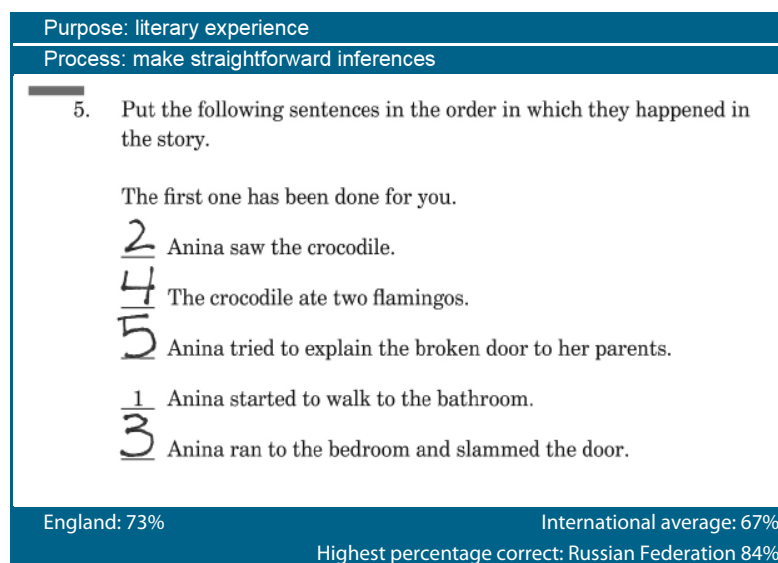 Purpose: literary experience
Process: make straightforward inferences
5. Put the following sentences in the order in which they happened in
the story.
The first one has been done for you.
2 Anina saw the crocodile.
4 The crocodile ate two flamingos.
5 Anina tried to explain the broken door to her parents.
1 Anina started to walk to the bathroom.
3 Anina ran to the bedroom and slammed the door.
England: 73% International average: 67%
Highest percentage correct: Russian Federation 84%